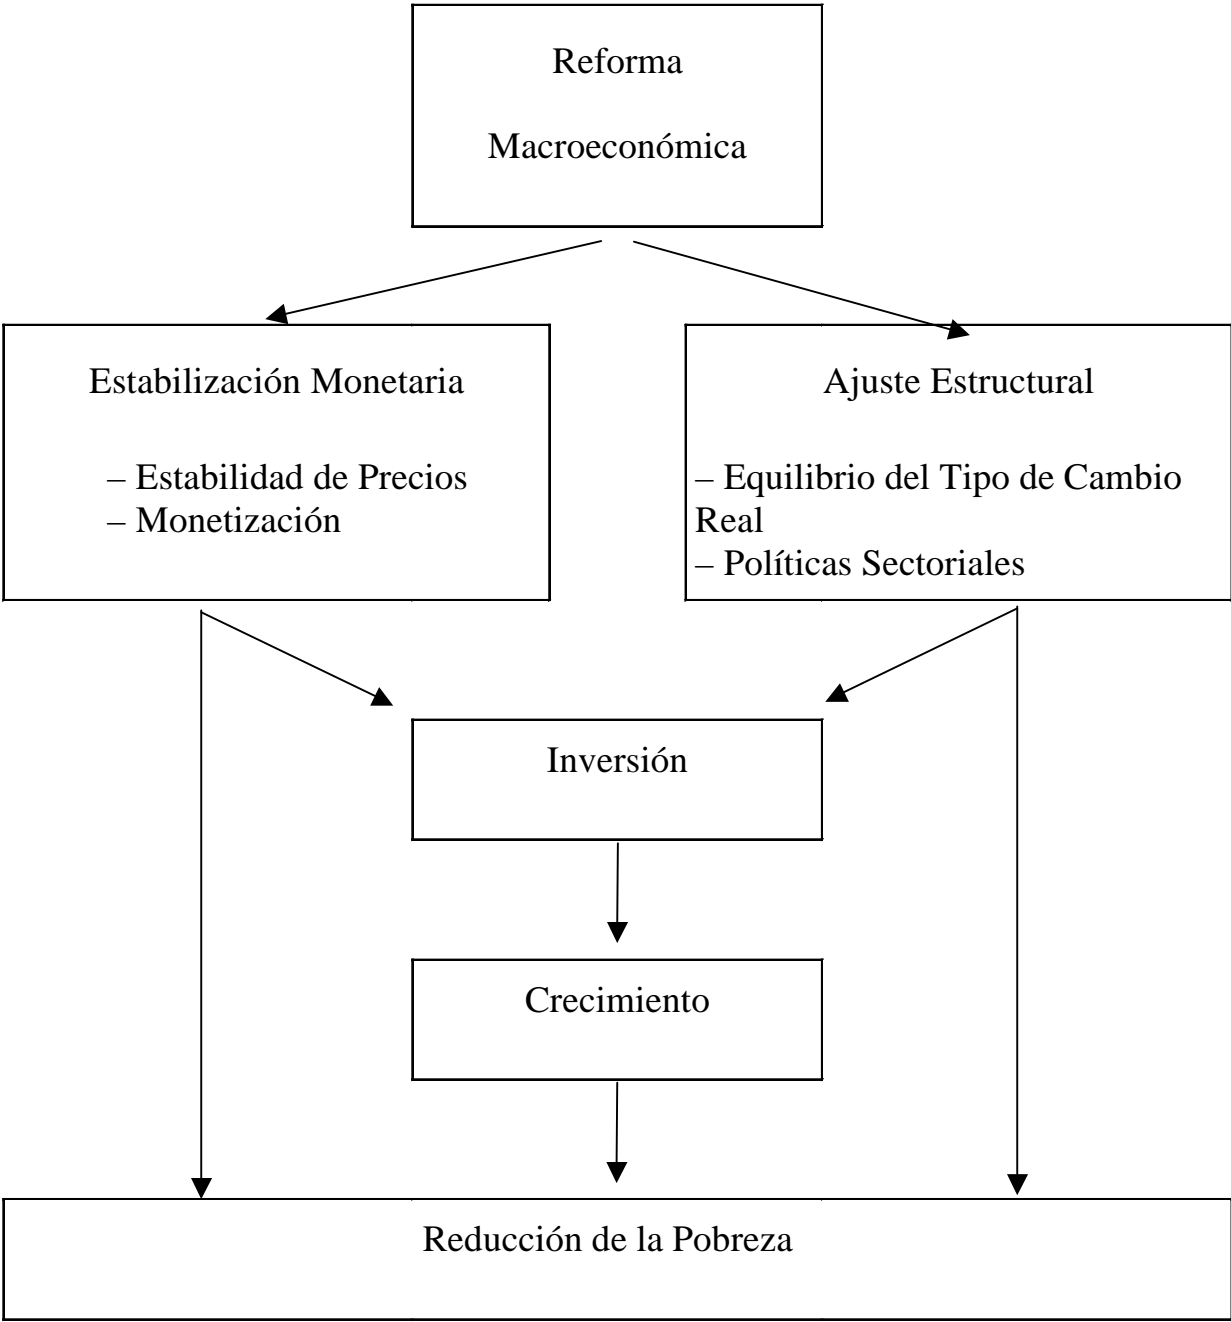 Reforma
Macroeconómica
Estabilización Monetaria
– Estabilidad de Precios
– Monetización
Ajuste Estructural
– Equilibrio del Tipo de Cambio
Real
– Políticas Sectoriales
Inversión
Crecimiento
Reducción de la Pobreza